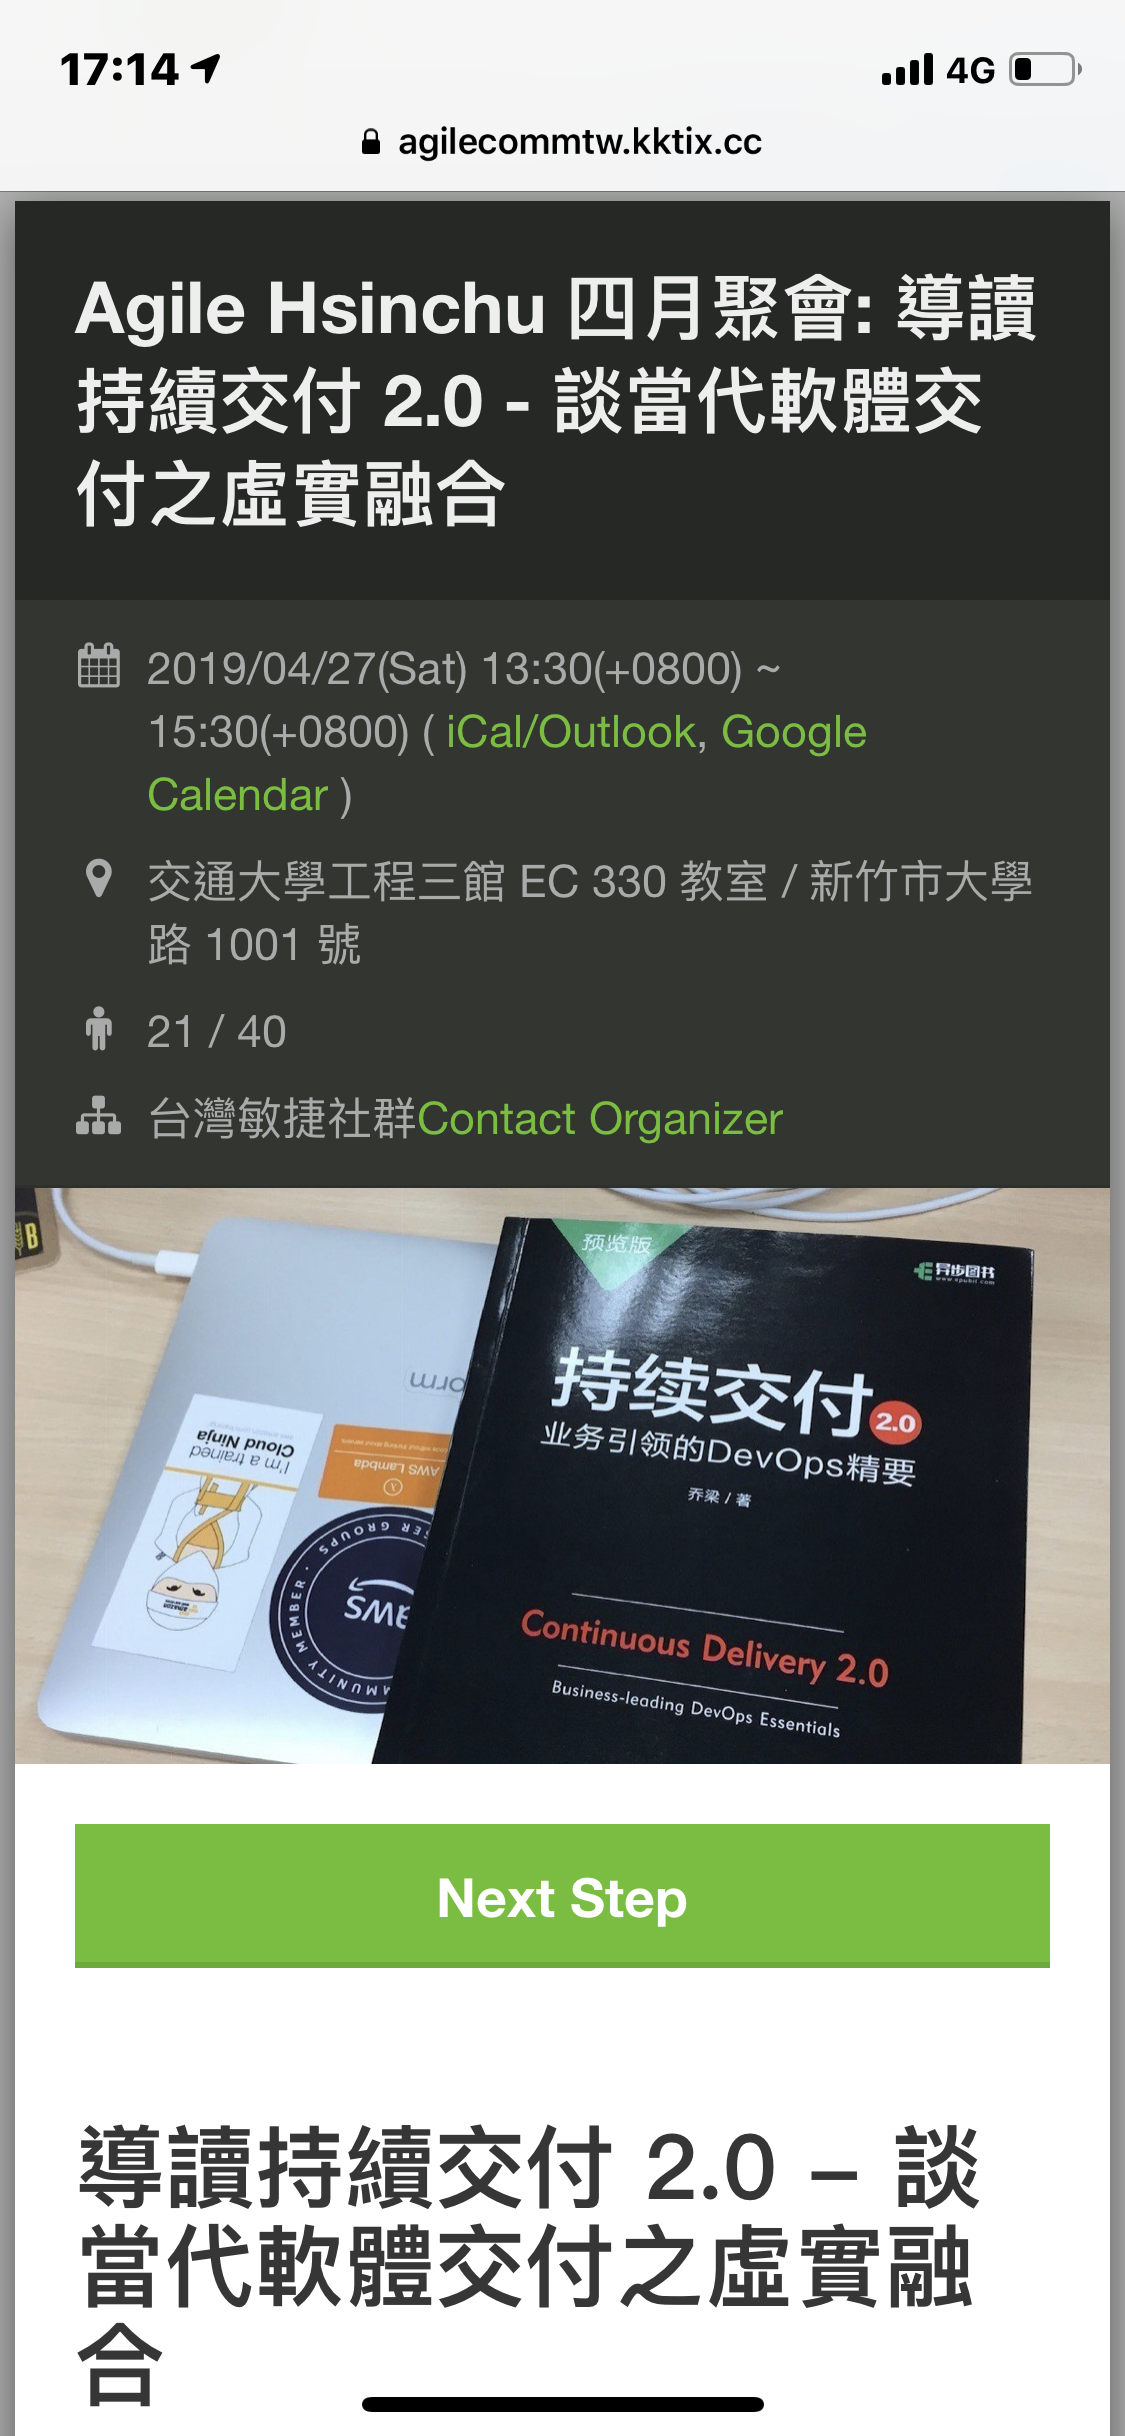 17:14
4G
agilecommtw.kktix.cc
Agile Hsinchu 四月聚會: 導讀
持續交付 2.0 - 談當代軟體交
付之虛實融合
2019/04/27(Sat) 13:30(+0800) ~
15:30(+0800) ( iCal/Outlook, Google
Calendar )
交通大學工程三館 EC 330 教室 / 新竹市大學
路 1001 號
21 / 40
台灣敏捷社群Contact Organizer
B
预览版
异步图书
www.epubit.com
持续交付 2.0
业务引领的DevOps精要
乔梁 / 著
Continuous Delivery 2.0
Business-leading DevOps Essentials
I'm a trained
Cloud Ninja
AWS Lambda
aws
Next Step
導讀持續交付 2.0 – 談
當代軟體交付之虛實融
合